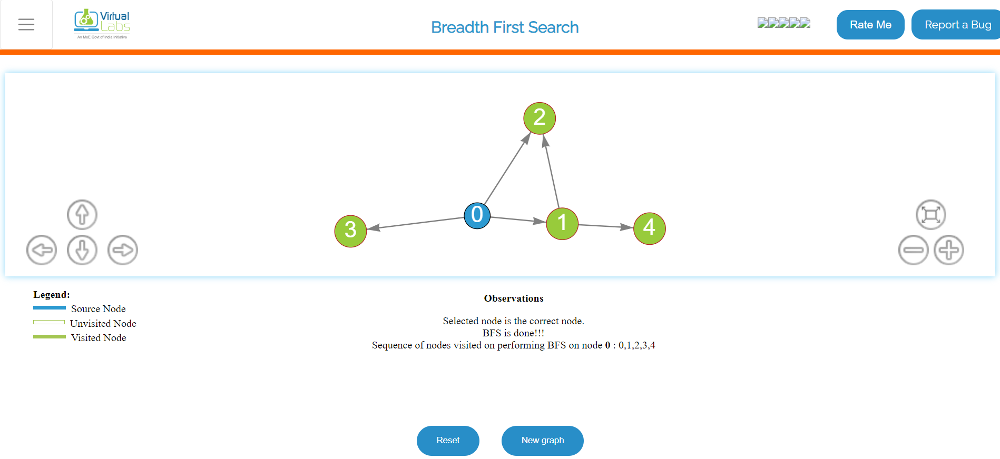 Virtual
Labs
An MoE Govt of India Initiative
Breadth First Search
Rate Me
Report a Bug
2
0
1
3
4
Legend:
Source Node
Unvisited Node
Visited Node
Observations
Selected node is the correct node.
BFS is done!!!
Sequence of nodes visited on performing BFS on node 0 : 0,1,2,3,4
Reset
New graph